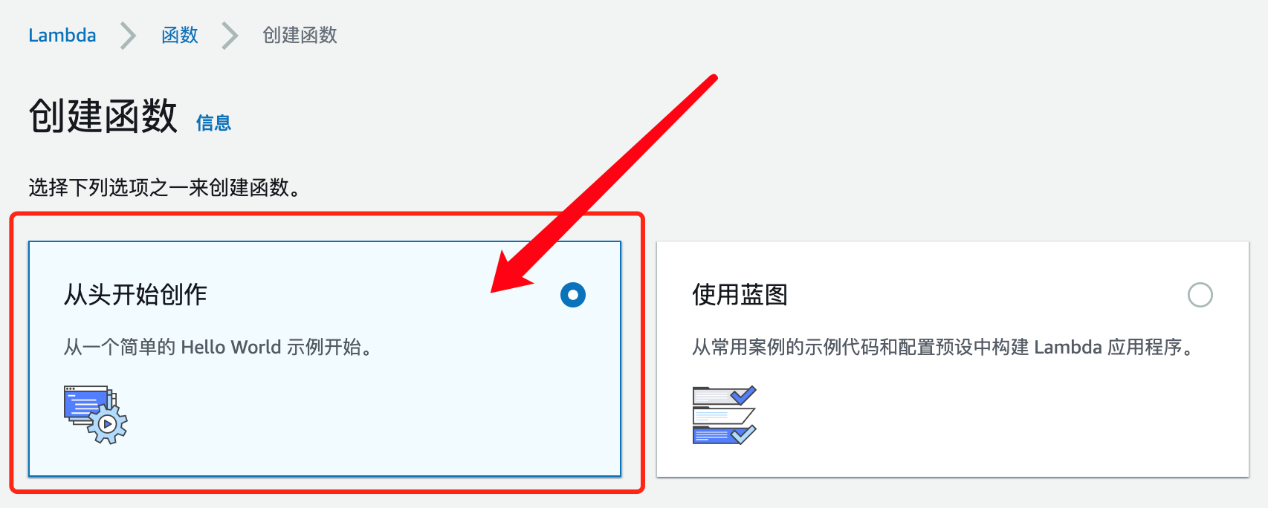 Lambda 函数 创建函数
创建函数 信息
选择下列选项之一来创建函数。
从头开始创作
从一个简单的 Hello World 示例开始。
使用蓝图
从常用案例的示例代码和配置预设中构建 Lambda 应用程序。